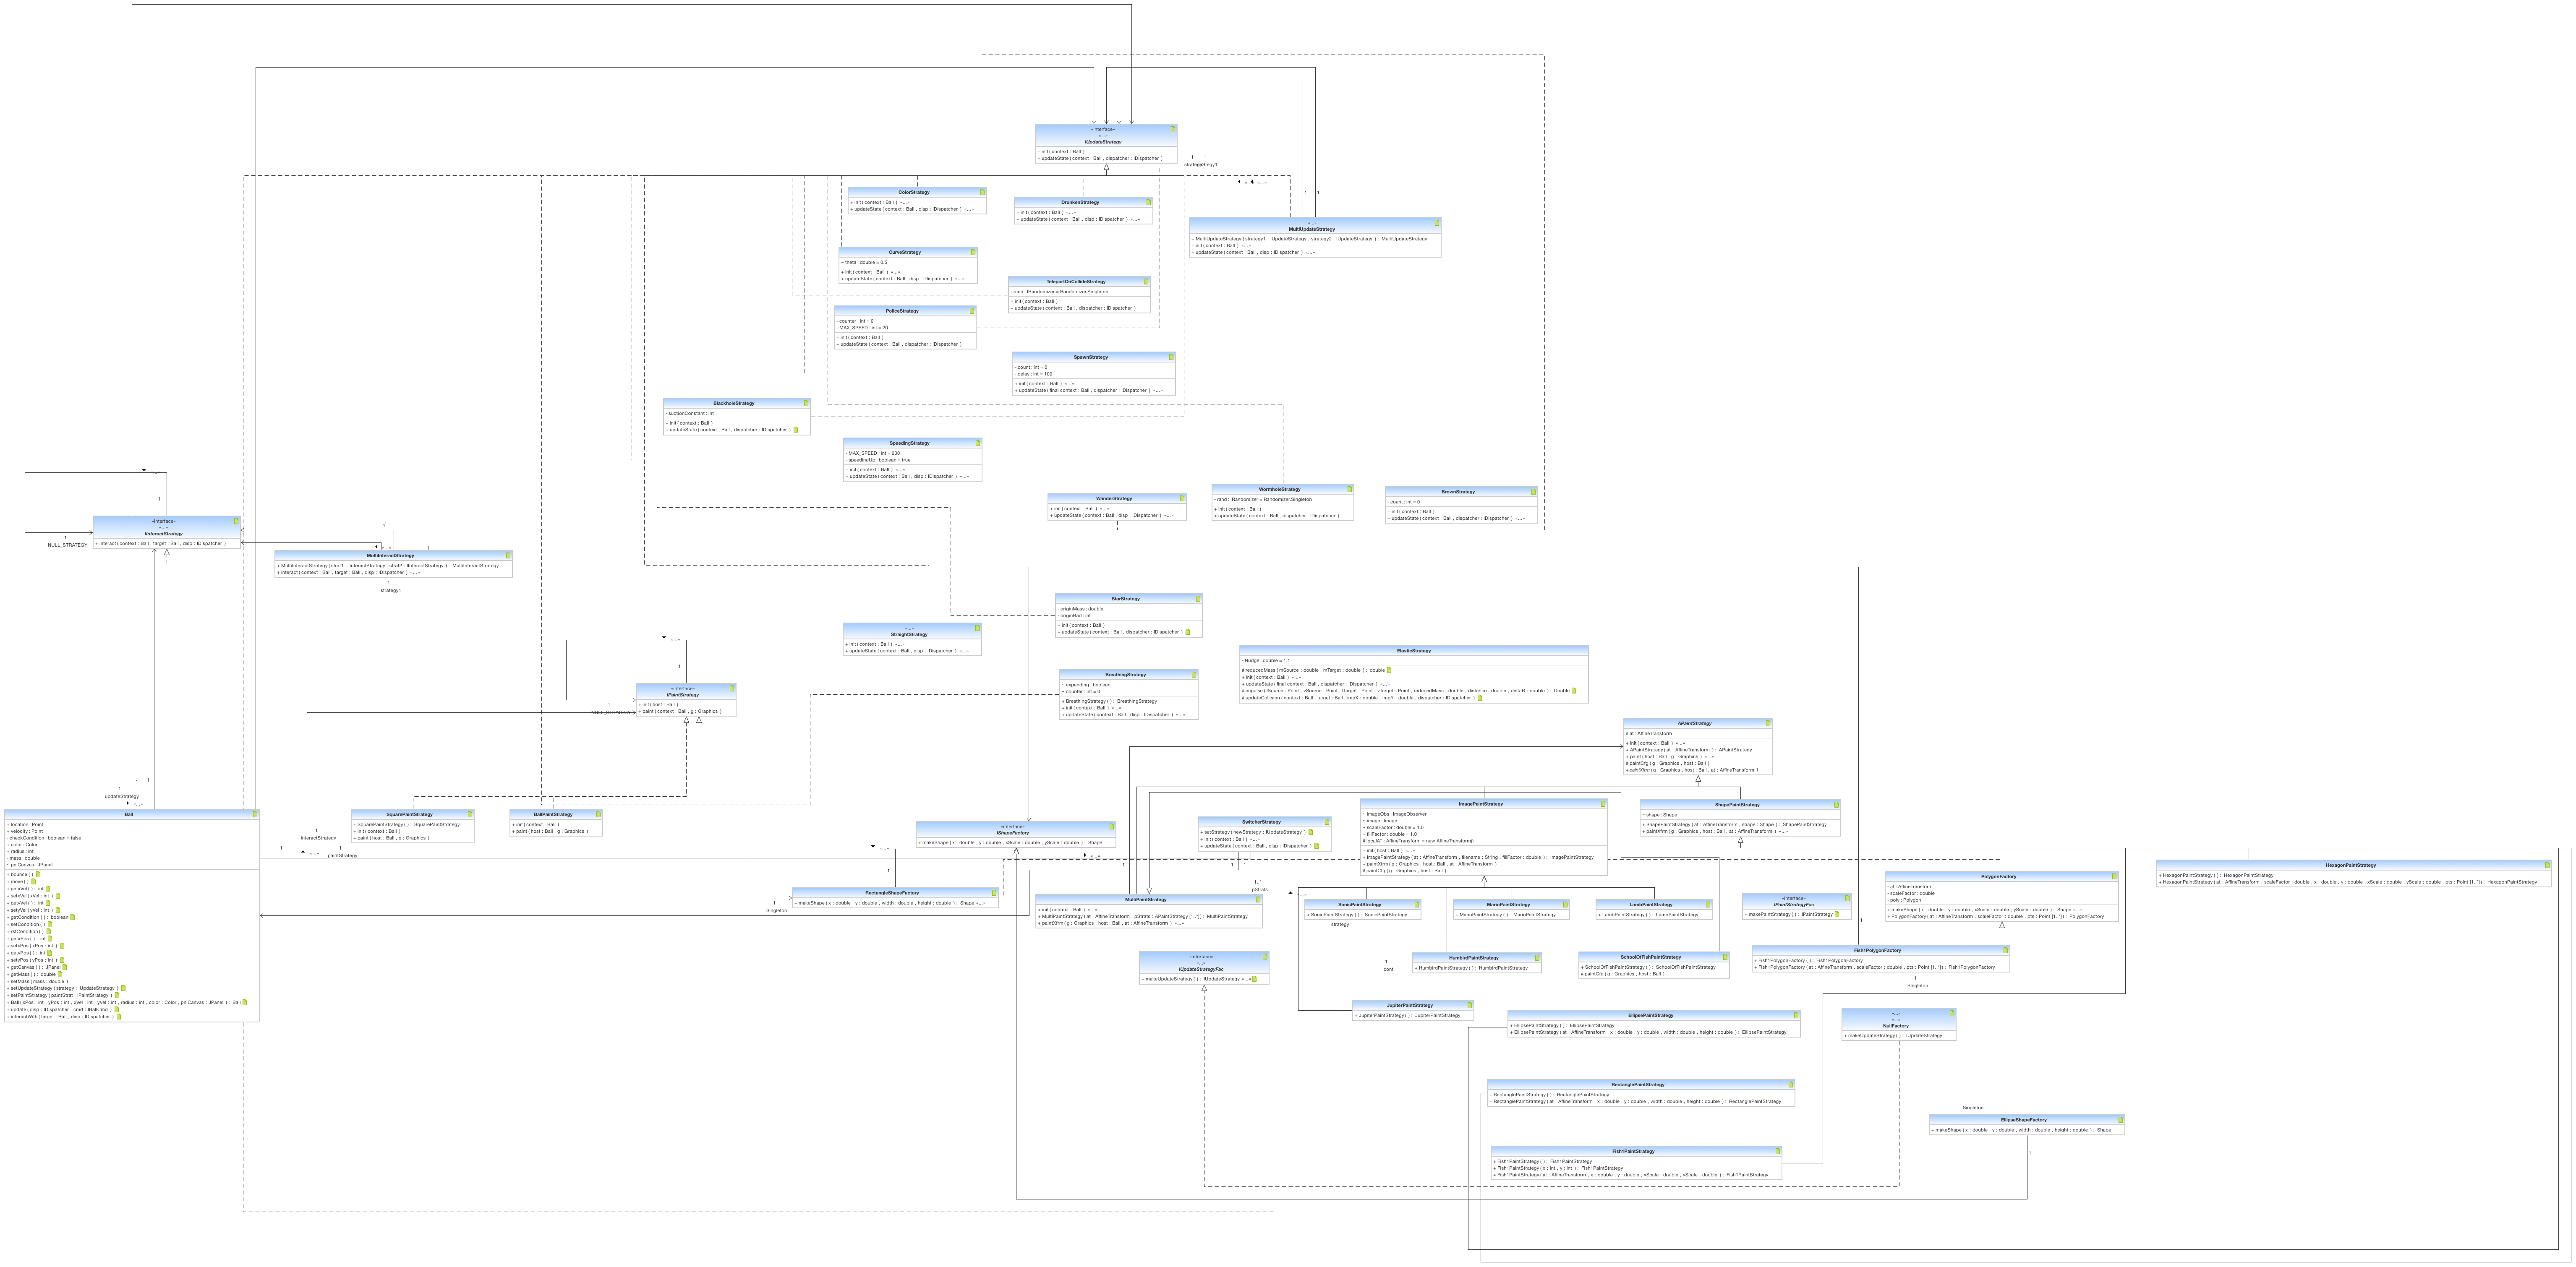 «interface»
«...»
IUpdateStrategy
+ init ( context : Ball )
+ updateState ( context : Ball , dispatcher : IDispatcher )
1
1
strategy1
«...»
«...»
1
1
ColorStrategy
+ init ( context : Ball ) «...»
+ updateState ( context : Ball , disp : IDispatcher ) «...»
DrunkenStrategy
+ init ( context : Ball ) «...»
+ updateState ( context : Ball , disp : IDispatcher ) «...»
«...»
MultiUpdateStrategy
+ MultiUpdateStrategy ( strategy1 : IUpdateStrategy , strategy2 : IUpdateStrategy ) : MultiUpdateStrategy
+ init ( context : Ball ) «...»
+ updateState ( context : Ball , disp : IDispatcher ) «...»
CurveStrategy
~ theta : double = 0.5
+ init ( context : Ball ) «...»
+ updateState ( context : Ball , disp : IDispatcher ) «...»
TeleportOnCollideStrategy
- rand : IRandomizer = Randomizer.Singleton
+ init ( context : Ball )
+ updateState ( context : Ball , dispatcher : IDispatcher )
PoliceStrategy
- counter : int = 0
- MAX_SPEED : int = 20
+ init ( context : Ball )
+ updateState ( context : Ball , dispatcher : IDispatcher )
SpawnStrategy
- count : int = 0
- delay : int = 100
+ init ( context : Ball ) «...»
+ updateState ( final context : Ball , dispatcher : IDispatcher ) «...»
BlackholeStrategy
- suctionConstant : int
+ init ( context : Ball )
+ updateState ( context : Ball , dispatcher : IDispatcher )
SpeedingStrategy
- MAX_SPEED : int = 200
- speedingUp : boolean = true
+ init ( context : Ball ) «...»
+ updateState ( context : Ball , disp : IDispatcher ) «...»
WanderStrategy
+ init ( context : Ball ) «...»
+ updateState ( context : Ball , disp : IDispatcher ) «...»
WormholeStrategy
- rand : IRandomizer = Randomizer.Singleton
+ init ( context : Ball )
+ updateState ( context : Ball , dispatcher : IDispatcher )
BrownStrategy
- count : int = 0
+ init ( context : Ball )
+ updateState ( context : Ball , dispatcher : IDispatcher ) «...»
1
1
NULL_STRATEGY
«interface»
«...»
IInteractStrategy
+ interact ( context : Ball , target : Ball , disp : IDispatcher )
1
«...»
1
MultiInteractStrategy
+ MultiInteractStrategy ( strat1 : IInteractStrategy , strat2 : IInteractStrategy ) : MultiInteractStrategy
+ interact ( context : Ball , target : Ball , disp : IDispatcher ) «...»
1
strategy1
StarStrategy
- originMass : double
- originRad : int
+ init ( context : Ball )
+ updateState ( context : Ball , dispatcher : IDispatcher )
«...»
StraightStrategy
+ init ( context : Ball ) «...»
+ updateState ( context : Ball , disp : IDispatcher ) «...»
ElasticStrategy
- Nudge : double = 1.1
# reducedMass ( mSource : double , mTarget : double ) : double
+ init ( context : Ball ) «...»
+ updateState ( final context : Ball , dispatcher : IDispatcher ) «...»
# impulse ( lSource : Point , vSource : Point , lTarget : Point , vTarget : Point , reducedMass : double , distance : double , deltaR : double ) : Double
# updateCollision ( context : Ball , target : Ball , impX : double , impY : double , dispatcher : IDispatcher )
1
«interface»
IPaintStrategy
+ init ( host : Ball )
+ paint ( context : Ball , g : Graphics )
1
NULL_STRATEGY
BreathingStrategy
~ expanding : boolean
~ counter : int = 0
+ BreathingStrategy ( ) : BreathingStrategy
+ init ( context : Ball ) «...»
+ updateState ( context : Ball , disp : IDispatcher ) «...»
APaintStrategy
# at : AffineTransform
+ init ( context : Ball ) «...»
+ APaintStrategy ( at : AffineTransform ) : APaintStrategy
+ paint ( host : Ball , g : Graphics ) «...»
# paintCfg ( g : Graphics , host : Ball )
+ paintXfrm ( g : Graphics , host : Ball , at : AffineTransform )
1
1
1
updateStrategy
«...»
Ball
+ location : Point
+ velocity : Point
- checkCondition : boolean = false
+ color : Color
+ radius : int
- mass : double
~ pnlCanvas : JPanel
+ bounce ( )
+ move ( )
+ getxVel ( ) : int
+ setxVel ( xVel : int )
+ getyVel ( ) : int
+ setyVel ( yVel : int )
+ getCondition ( ) : boolean
+ setCondition ( )
+ rstCondition ( )
+ getxPos ( ) : int
+ setxPos ( xPos : int )
+ getyPos ( ) : int
+ setyPos ( yPos : int )
+ getCanvas ( ) : JPanel
+ getMass ( ) : double
+ setMass ( mass : double )
+ setUpdateStrategy ( strategy : IUpdateStrategy )
+ setPaintStrategy ( paintStrat : IPaintStrategy )
+ Ball ( xPos : int , yPos : int , xVel : int , yVel : int , radius : int , color : Color , pnlCanvas : JPanel ) : Ball
+ update ( disp : IDispatcher , cmd : IBallCmd )
+ interactWith ( target : Ball , disp : IDispatcher )
1
interactStrategy
1
1
paintStrategy
«...»
SquarePaintStrategy
+ SquarePaintStrategy ( ) : SquarePaintStrategy
+ init ( context : Ball )
+ paint ( host : Ball , g : Graphics )
BallPaintStrategy
+ init ( context : Ball )
+ paint ( host : Ball , g : Graphics )
«interface»
IShapeFactory
+ makeShape ( x : double , y : double , xScale : double , yScale : double ) : Shape
«...»
SwitcherStrategy
+ setStrategy ( newStrategy : IUpdateStrategy )
+ init ( context : Ball ) «...»
+ updateState ( context : Ball , disp : IDispatcher )
1
1
1
1..*
pStrats
ImagePaintStrategy
~ imageObs : ImageObserver
~ image : Image
~ scaleFactor : double = 1.0
~ fillFactor : double = 1.0
# localAT : AffineTransform = new AffineTransform()
+ init ( host : Ball ) «...»
+ ImagePaintStrategy ( at : AffineTransform , filename : String , fillFactor : double ) : ImagePaintStrategy
+ paintXfrm ( g : Graphics , host : Ball , at : AffineTransform )
# paintCfg ( g : Graphics , host : Ball )
ShapePaintStrategy
~ shape : Shape
+ ShapePaintStrategy ( at : AffineTransform , shape : Shape ) : ShapePaintStrategy
+ paintXfrm ( g : Graphics , host : Ball , at : AffineTransform ) «...»
1
RectangleShapeFactory
+ makeShape ( x : double , y : double , width : double , height : double ) : Shape «...»
1
Singleton
MultiPaintStrategy
+ init ( context : Ball ) «...»
+ MultiPaintStrategy ( at : AffineTransform , pStrats : APaintStrategy [1..*] ) : MultiPaintStrategy
+ paintXfrm ( g : Graphics , host : Ball , at : AffineTransform ) «...»
«...»
SonicPaintStrategy
+ SonicPaintStrategy ( ) : SonicPaintStrategy
strategy
MarioPaintStrategy
+ MarioPaintStrategy ( ) : MarioPaintStrategy
LambPaintStrategy
+ LambPaintStrategy ( ) : LambPaintStrategy
«interface»
IPaintStrategyFac
+ makePaintStrategy ( ) : IPaintStrategy
PolygonFactory
- at : AffineTransform
- scaleFactor : double
- poly : Polygon
+ makeShape ( x : double , y : double , xScale : double , yScale : double ) : Shape «...»
+ PolygonFactory ( at : AffineTransform , scaleFactor : double , pts : Point [1..*] ) : PolygonFactory
HexagonPaintStrategy
+ HexagonPaintStrategy ( ) : HexagonPaintStrategy
+ HexagonPaintStrategy ( at : AffineTransform , scaleFactor : double , x : double , y : double , xScale : double , yScale : double , pts : Point [1..*] ) : HexagonPaintStrategy
1
«interface»
«...»
IUpdateStrategyFac
+ makeUpdateStrategy ( ) : IUpdateStrategy «...»
1
cont
HumbirdPaintStrategy
+ HumbirdPaintStrategy ( ) : HumbirdPaintStrategy
SchoolOfFishPaintStrategy
+ SchoolOfFishPaintStrategy ( ) : SchoolOfFishPaintStrategy
# paintCfg ( g : Graphics , host : Ball )
Fish1PolygonFactory
+ Fish1PolygonFactory ( ) : Fish1PolygonFactory
+ Fish1PolygonFactory ( at : AffineTransform , scaleFactor : double , pts : Point [1..*] ) : Fish1PolygonFactory
1
Singleton
JupiterPaintStrategy
+ JupiterPaintStrategy ( ) : JupiterPaintStrategy
EllipsePaintStrategy
+ EllipsePaintStrategy ( ) : EllipsePaintStrategy
+ EllipsePaintStrategy ( at : AffineTransform , x : double , y : double , width : double , height : double ) : EllipsePaintStrategy
«...»
«...»
NullFactory
+ makeUpdateStrategy ( ) : IUpdateStrategy
RectanglePaintStrategy
+ RectanglePaintStrategy ( ) : RectanglePaintStrategy
+ RectanglePaintStrategy ( at : AffineTransform , x : double , y : double , width : double , height : double ) : RectanglePaintStrategy
1
Singleton
EllipseShapeFactory
+ makeShape ( x : double , y : double , width : double , height : double ) : Shape
1
Fish1PaintStrategy
+ Fish1PaintStrategy ( ) : Fish1PaintStrategy
+ Fish1PaintStrategy ( x : int , y : int ) : Fish1PaintStrategy
+ Fish1PaintStrategy ( at : AffineTransform , x : double , y : double , xScale : double , yScale : double ) : Fish1PaintStrategy